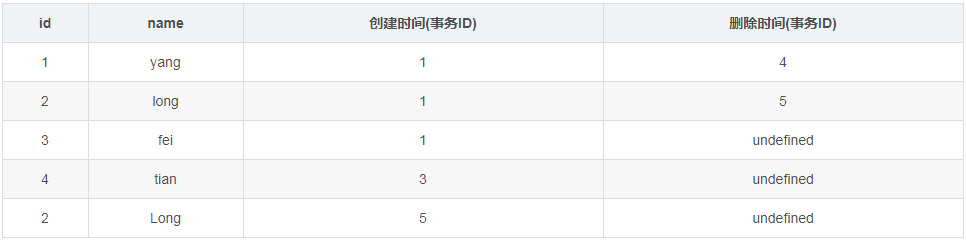 id name 创建时间(事务ID) 删除时间(事务ID)
1 yang 1 4
2 long 1 5
3 fei 1 undefined
4 tian 3 undefined
2 Long 5 undefined